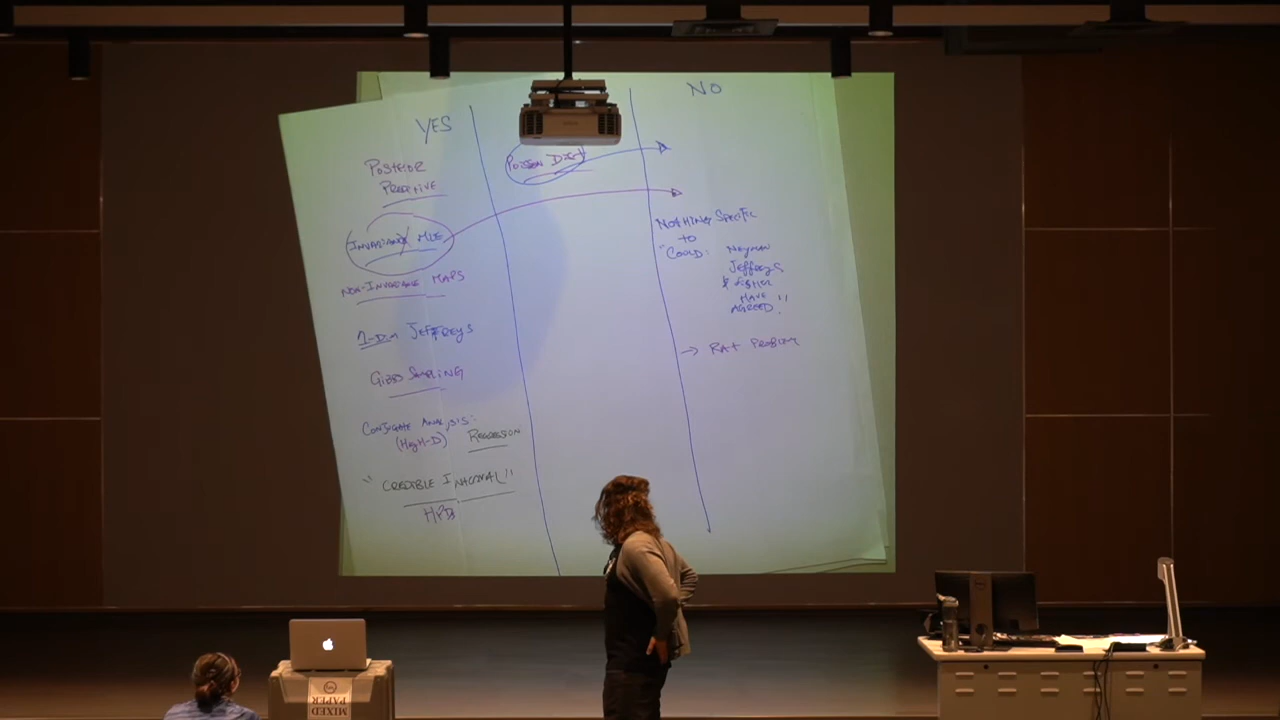 YES
POSTERIOR
PREDICTIVE
INVARIANCE MLE
NON-INVARIANCE MAPS
1-DIM JEFFREYS
GIBBS SAMPLING
CONJUGATE ANALYSIS:
(HIGH-D) REGRESSION
"CREDIBLE INTERVAL"
HPD
POISSON DIST
NO
NOTHING SPECIFIC
TO
"COULD: NEYMAN
JEFFREYS
& FISHER
HAVE
AGREED"
→ RAT PROBLEM
MIXED
PAPER